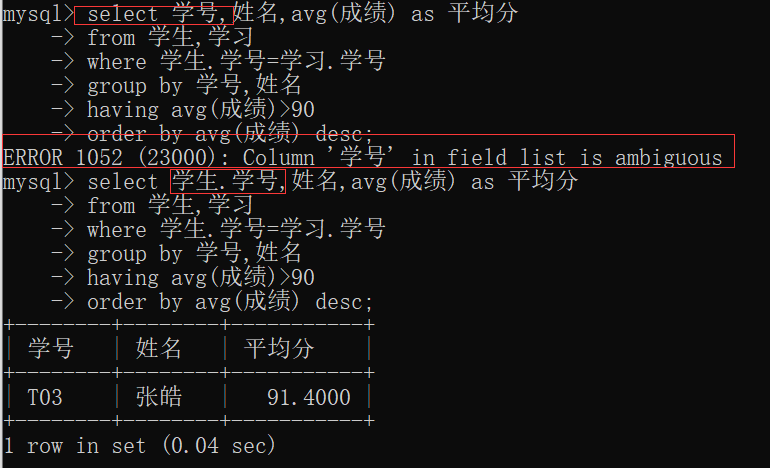 mysql> select 学号,姓名,avg(成绩) as 平均分
    -> from 学生,学习
    -> where 学生.学号=学习.学号
    -> group by 学号,姓名
    -> having avg(成绩)>90
    -> order by avg(成绩) desc;
ERROR 1052 (23000): Column '学号' in field list is ambiguous
mysql> select 学生.学号,姓名,avg(成绩) as 平均分
    -> from 学生,学习
    -> where 学生.学号=学习.学号
    -> group by 学号,姓名
    -> having avg(成绩)>90
    -> order by avg(成绩) desc;
+--------+--------+-----------+
| 学号   | 姓名   | 平均分    |
+--------+--------+-----------+
| T03    | 张皓   |   91.4000 |
+--------+--------+-----------+
1 row in set (0.04 sec)